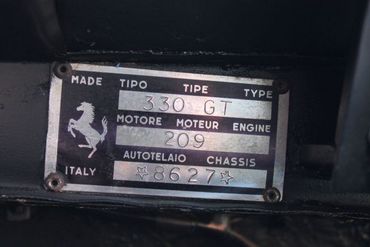 MADE TIPO TIPE TYPE
330 GT
MOTORE MOTEUR ENGINE
209
AUTOTELAIO CHASSIS
ITALY ☆8627☆